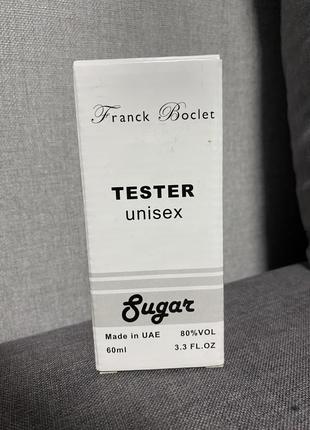 Franck Boclet
TESTER
unisex
Sugar
Made in UAE 80%VOL
60ml 3.3 FL.OZ